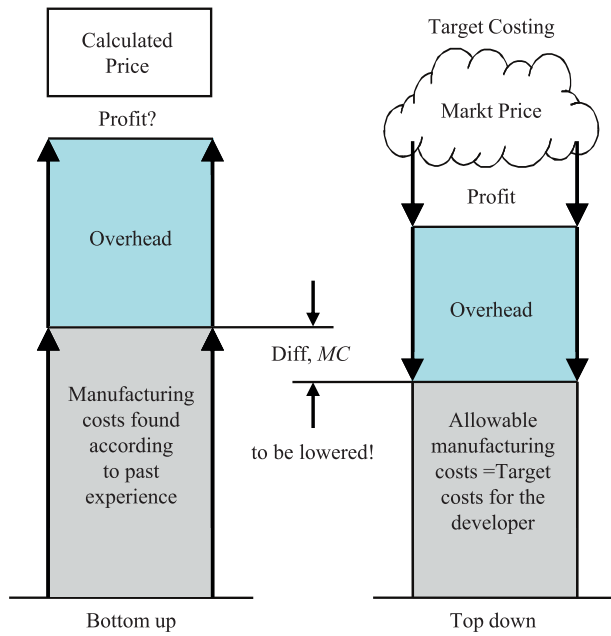 Calculated
Price
Profit?
Overhead
Manufacturing
costs found
according
to past
experience
Bottom up
Diff, MC
to be lowered!
Target Costing
Markt Price
Profit
Overhead
Allowable
manufacturing
costs =Target
costs for the
developer
Top down